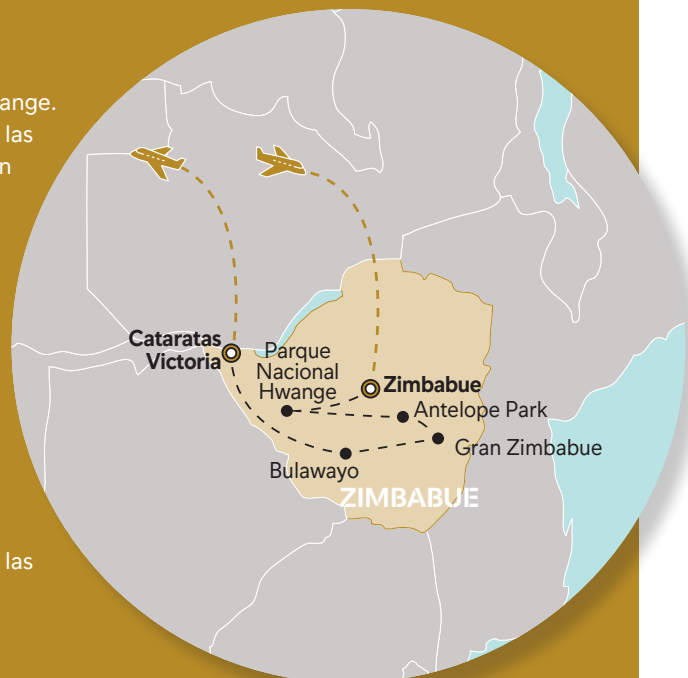 ange.
las
n
Cataratas
Victoria
Parque
Nacional
Hwange
Zimbabue
Antelope Park
Gran Zimbabue
Bulawayo
ZIMBABUE
las